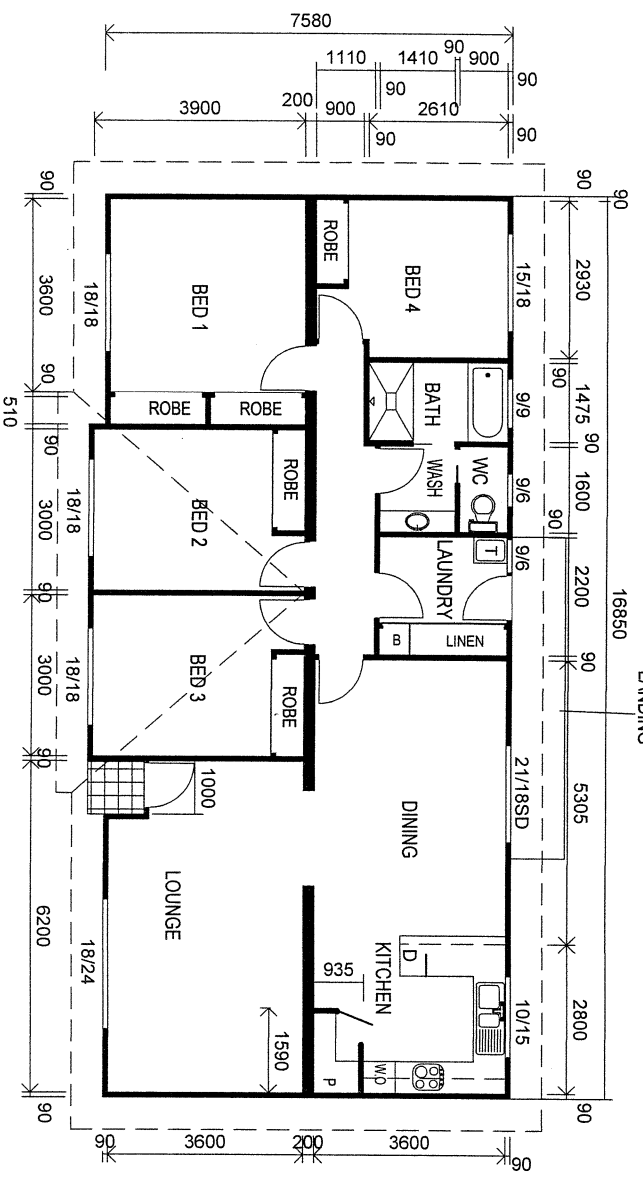 7580
1110
90
1410
90
900
90
3900
200
900
90
2610
90
90
90
90
90
3600
90
510
90
3000
90
3000
90
6200
90
18/18
18/18
18/18
18/24
BED 1
ROBE
ROBE
ROBE
BED 4
15/18
2930
90
BATH
9/9
1475
90
WASH
WC
9/6
1600
90
ROBE
BED 2
T
LAUNDRY
9/6
2200
B
LINEN
90
16850
BED 3
ROBE
1000
LOUNGE
DINING
21/18SD
5305
KITCHEN
D
935
10/15
2800
1590
P
W.O
90
90
3600
200
3600
90